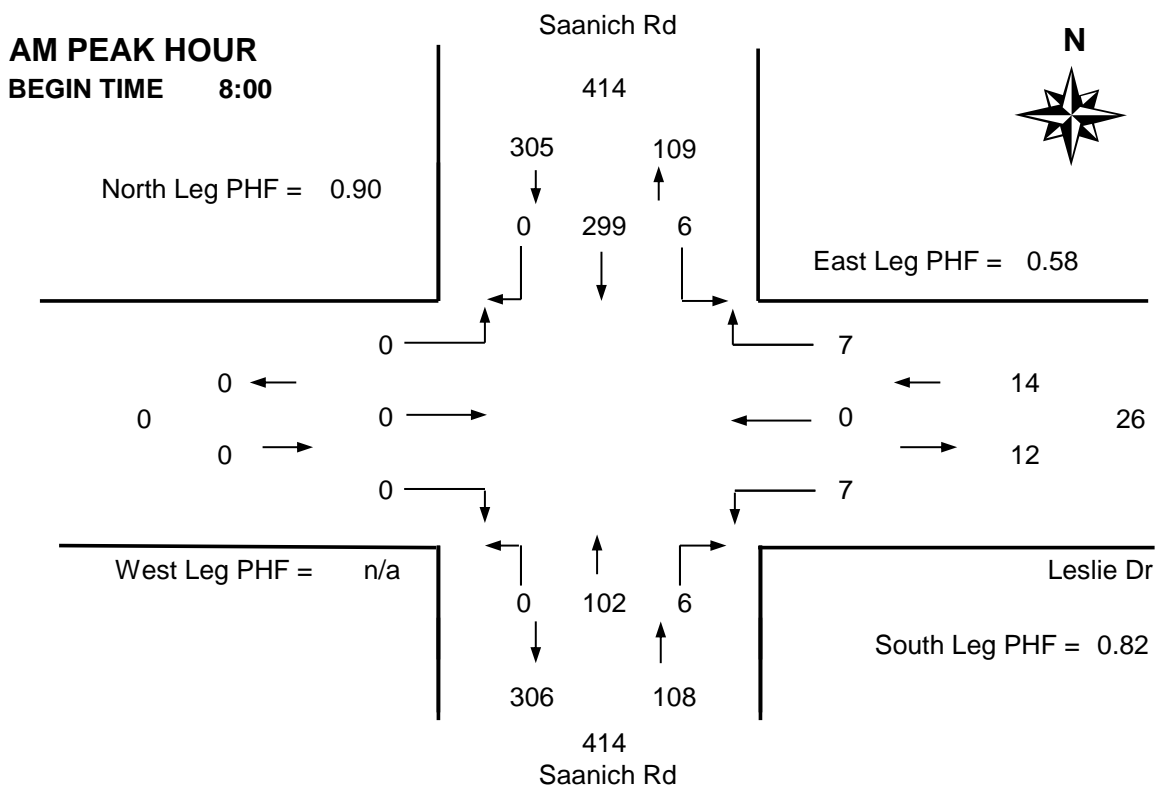 Saanich Rd
AM PEAK HOUR
N
BEGIN TIME 8:00
414
305 109
North Leg PHF = 0.90
0 299 6
East Leg PHF = 0.58
0 7
0 14
0 0 0 26
0 12
0 7
West Leg PHF = n/a
Leslie Dr
0 102 6
South Leg PHF = 0.82
306 108
414
Saanich Rd